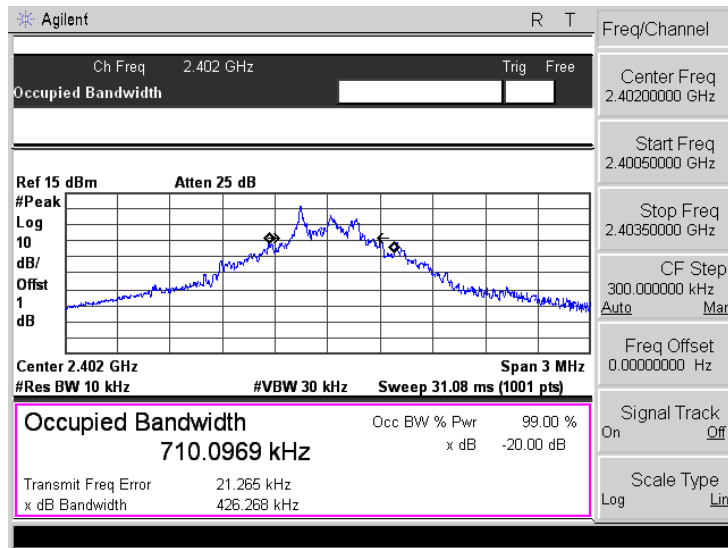 Agilent R T
Ch Freq 2.402 GHz Trig Free
Occupied Bandwidth
Ref 15 dBm Atten 25 dB
#Peak
Log
10
dB/
Offst
1
dB
Center 2.402 GHz Span 3 MHz
#Res BW 10 kHz #VBW 30 kHz Sweep 31.08 ms (1001 pts)
Occupied Bandwidth
710.0969 kHz
Occ BW % Pwr 99.00 %
x dB -20.00 dB
Transmit Freq Error 21.265 kHz
x dB Bandwidth 426.268 kHz
Freq/Channel
Center Freq
2.40200000 GHz
Start Freq
2.40050000 GHz
Stop Freq
2.40350000 GHz
CF Step
300.000000 kHz
Auto Man
Freq Offset
0.00000000 Hz
Signal Track
On Off
Scale Type
Log Lin